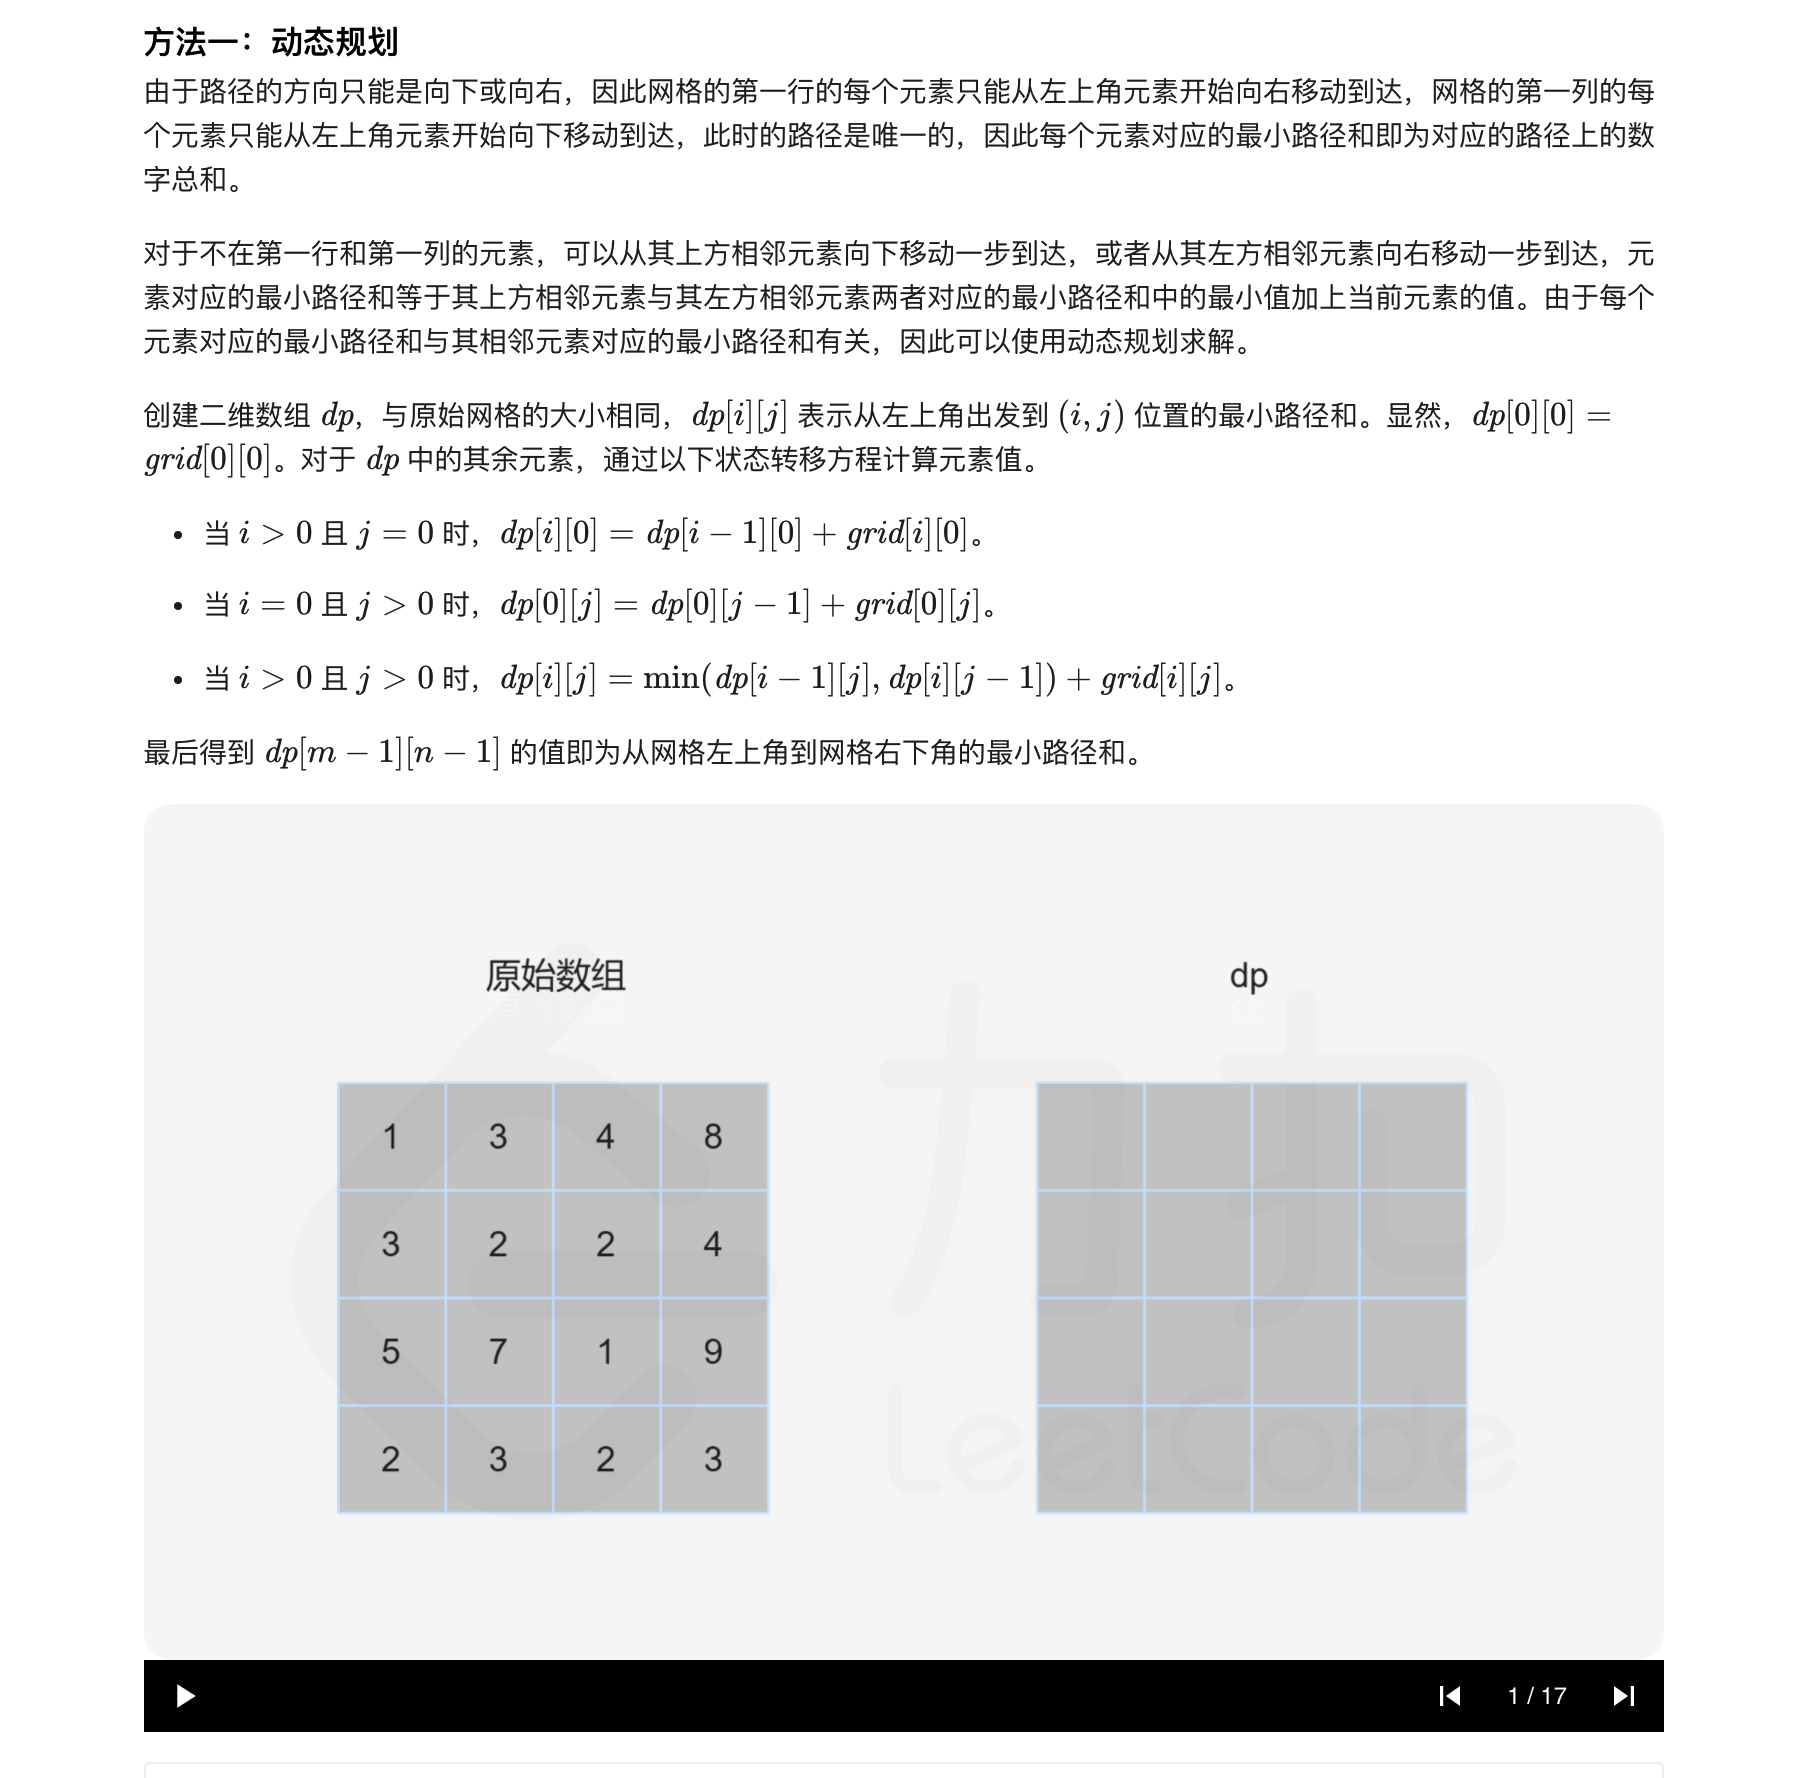 方法一：动态规划
由于路径的方向只能是向下或向右，因此网格的第一行的每个元素只能从左上角元素开始向右移动到达，网格的第一列的每
个元素只能从左上角元素开始向下移动到达，此时的路径是唯一的，因此每个元素对应的最小路径和即为对应的路径上的数
字总和。
对于不在第一行和第一列的元素，可以从其上方相邻元素向下移动一步到达，或者从其左方相邻元素向右移动一步到达，元
素对应的最小路径和等于其上方相邻元素与其左方相邻元素两者对应的最小路径和中的最小值加上当前元素的值。由于每个
元素对应的最小路径和与其相邻元素对应的最小路径和有关，因此可以使用动态规划求解。
创建二维数组 dp，与原始网格的大小相同，dp[i][j] 表示从左上角出发到 (i, j) 位置的最小路径和。显然，dp[0][0] =
grid[0][0]。对于 dp 中的其余元素，通过以下状态转移方程计算元素值。
• 当 i > 0 且 j = 0 时，dp[i][0] = dp[i − 1][0] + grid[i][0]。
• 当 i = 0 且 j > 0 时，dp[0][j] = dp[0][j − 1] + grid[0][j]。
• 当 i > 0 且 j > 0 时，dp[i][j] = min(dp[i − 1][j], dp[i][j − 1]) + grid[i][j]。
最后得到 dp[m − 1][n − 1] 的值即为从网格左上角到网格右下角的最小路径和。
原始数组 dp
1 3 4 8
3 2 2 4
5 7 1 9
2 3 2 3
力扣
LeetCode
1 / 17